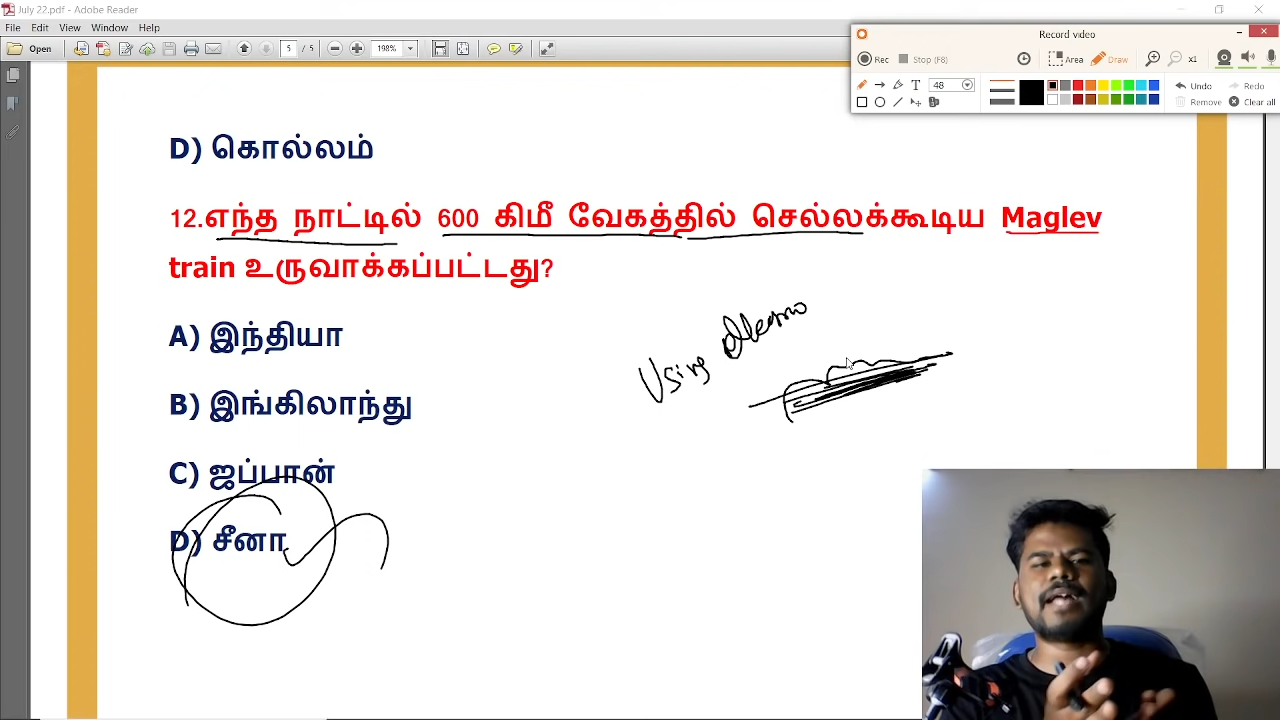 July 22.pdf - Adobe Reader
File Edit View Window Help
Open 5 / 5 198%
Record video
Rec Stop (F8) Area Draw x1
T 48 Undo Redo
Remove Clear all
D) கொல்லம்
12.எந்த நாட்டில் 600 கிமீ வேகத்தில் செல்லக்கூடிய Maglev
train உருவாக்கப்பட்டது?
A) இந்தியா
Using
B) இங்கிலாந்து
C) ஜப்பான்
D) சீனா